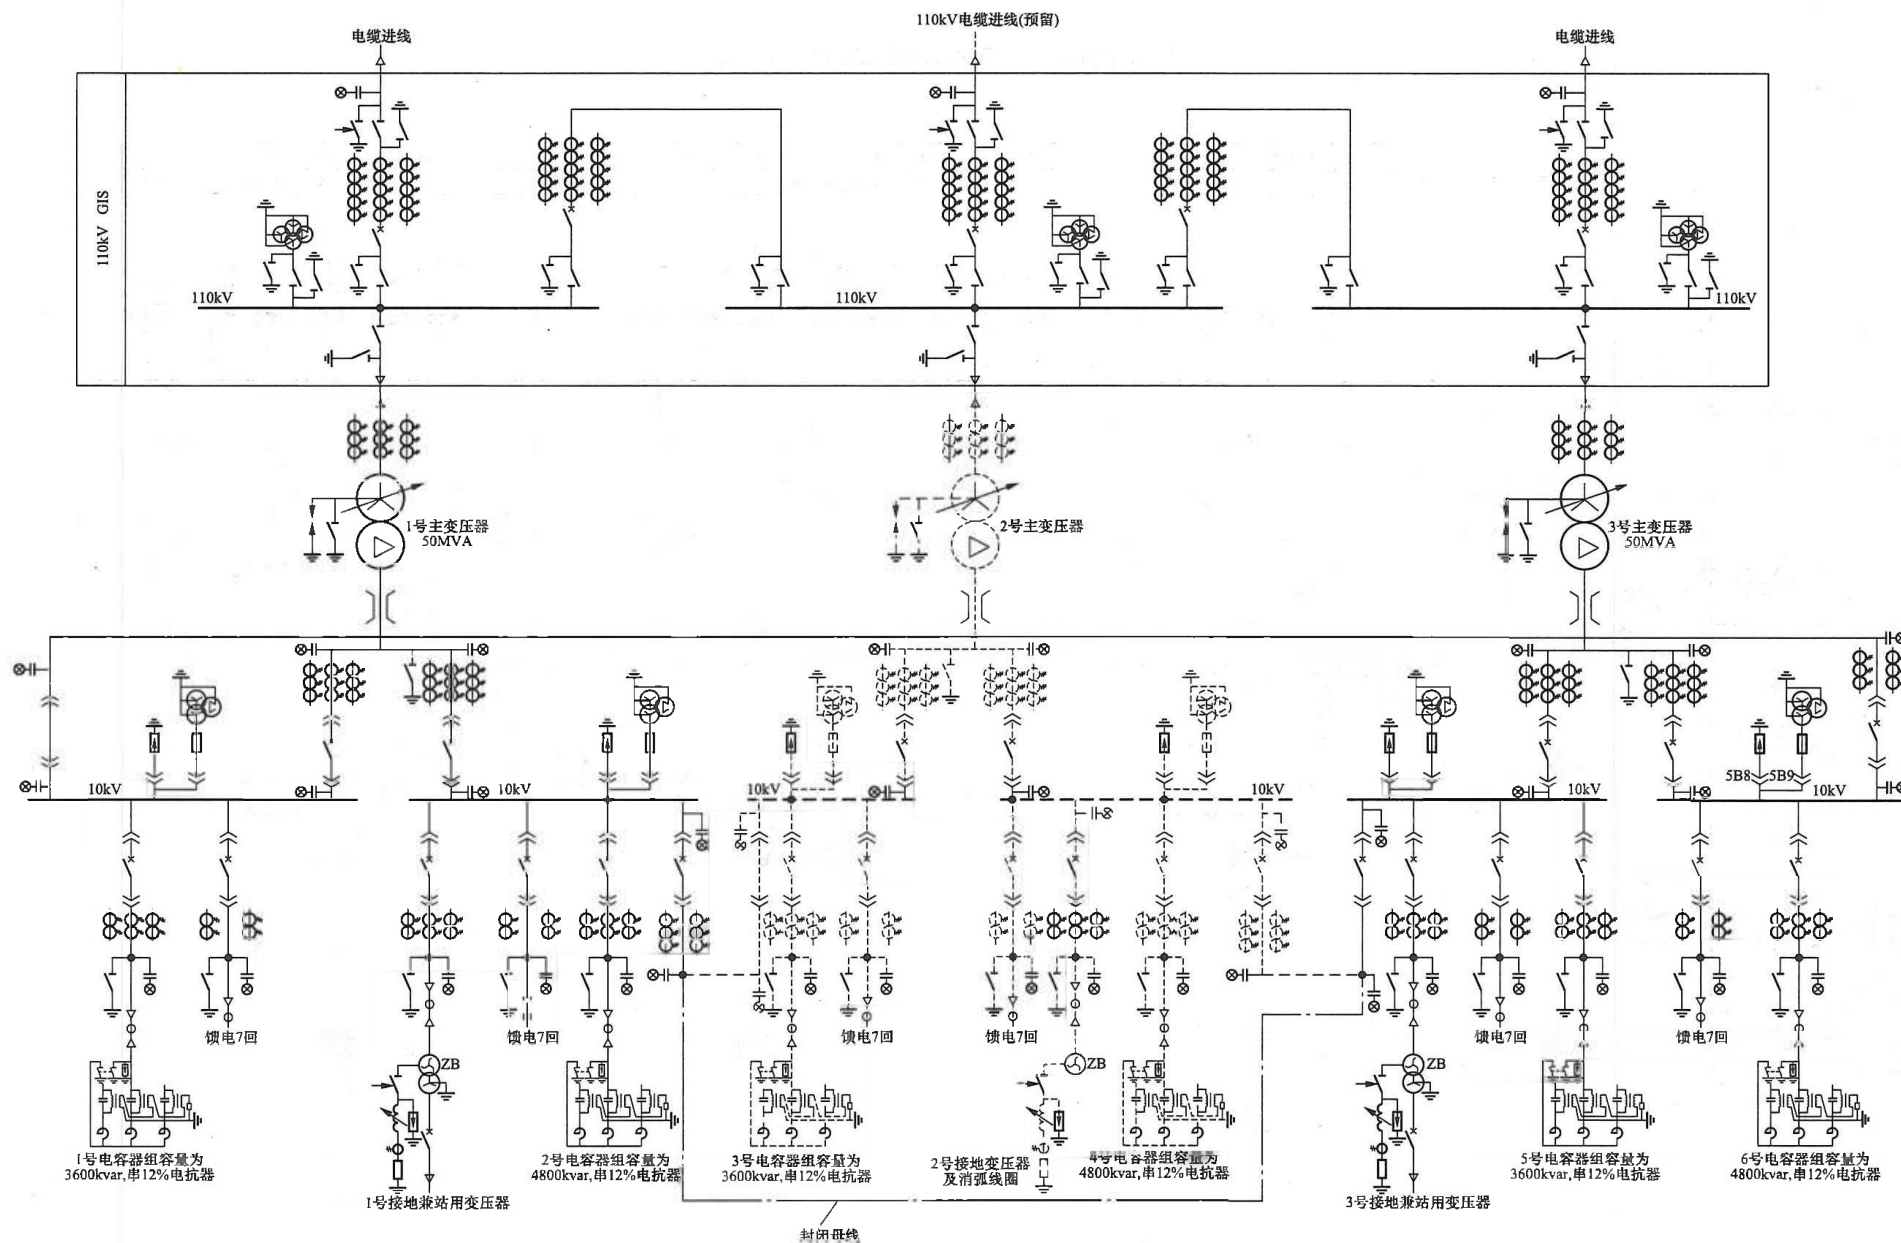 110kV电缆进线(预留)
电缆进线
电缆进线
110kV GIS
110kV
110kV
110kV
1号主变压器
50MVA
2号主变压器
3号主变压器
50MVA
10kV
10kV
10kV
10kV
10kV
5B8
5B9
10kV
馈电7回
馈电7回
馈电7回
馈电7回
馈电7回
馈电7回
ZB
ZB
ZB
1号电容器组容量为
3600kvar,串12%电抗器
1号接地兼站用变压器
2号电容器组容量为
4800kvar,串12%电抗器
3号电容器组容量为
3600kvar,串12%电抗器
2号接地变压器
及消弧线圈
4号电容器组容量为
4800kvar,串12%电抗器
3号接地兼站用变压器
5号电容器组容量为
3600kvar,串12%电抗器
6号电容器组容量为
4800kvar,串12%电抗器
封闭母线